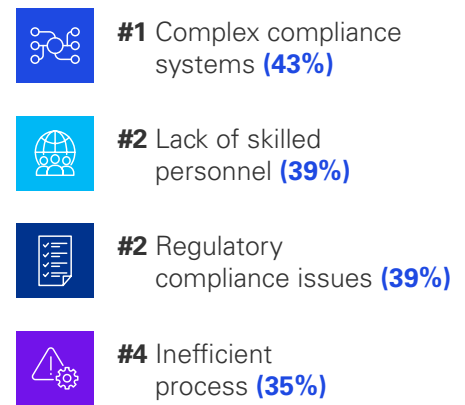 #1 Complex compliance
systems (43%)
#2 Lack of skilled
personnel (39%)
#2 Regulatory
compliance issues (39%)
#4 Inefficient
process (35%)